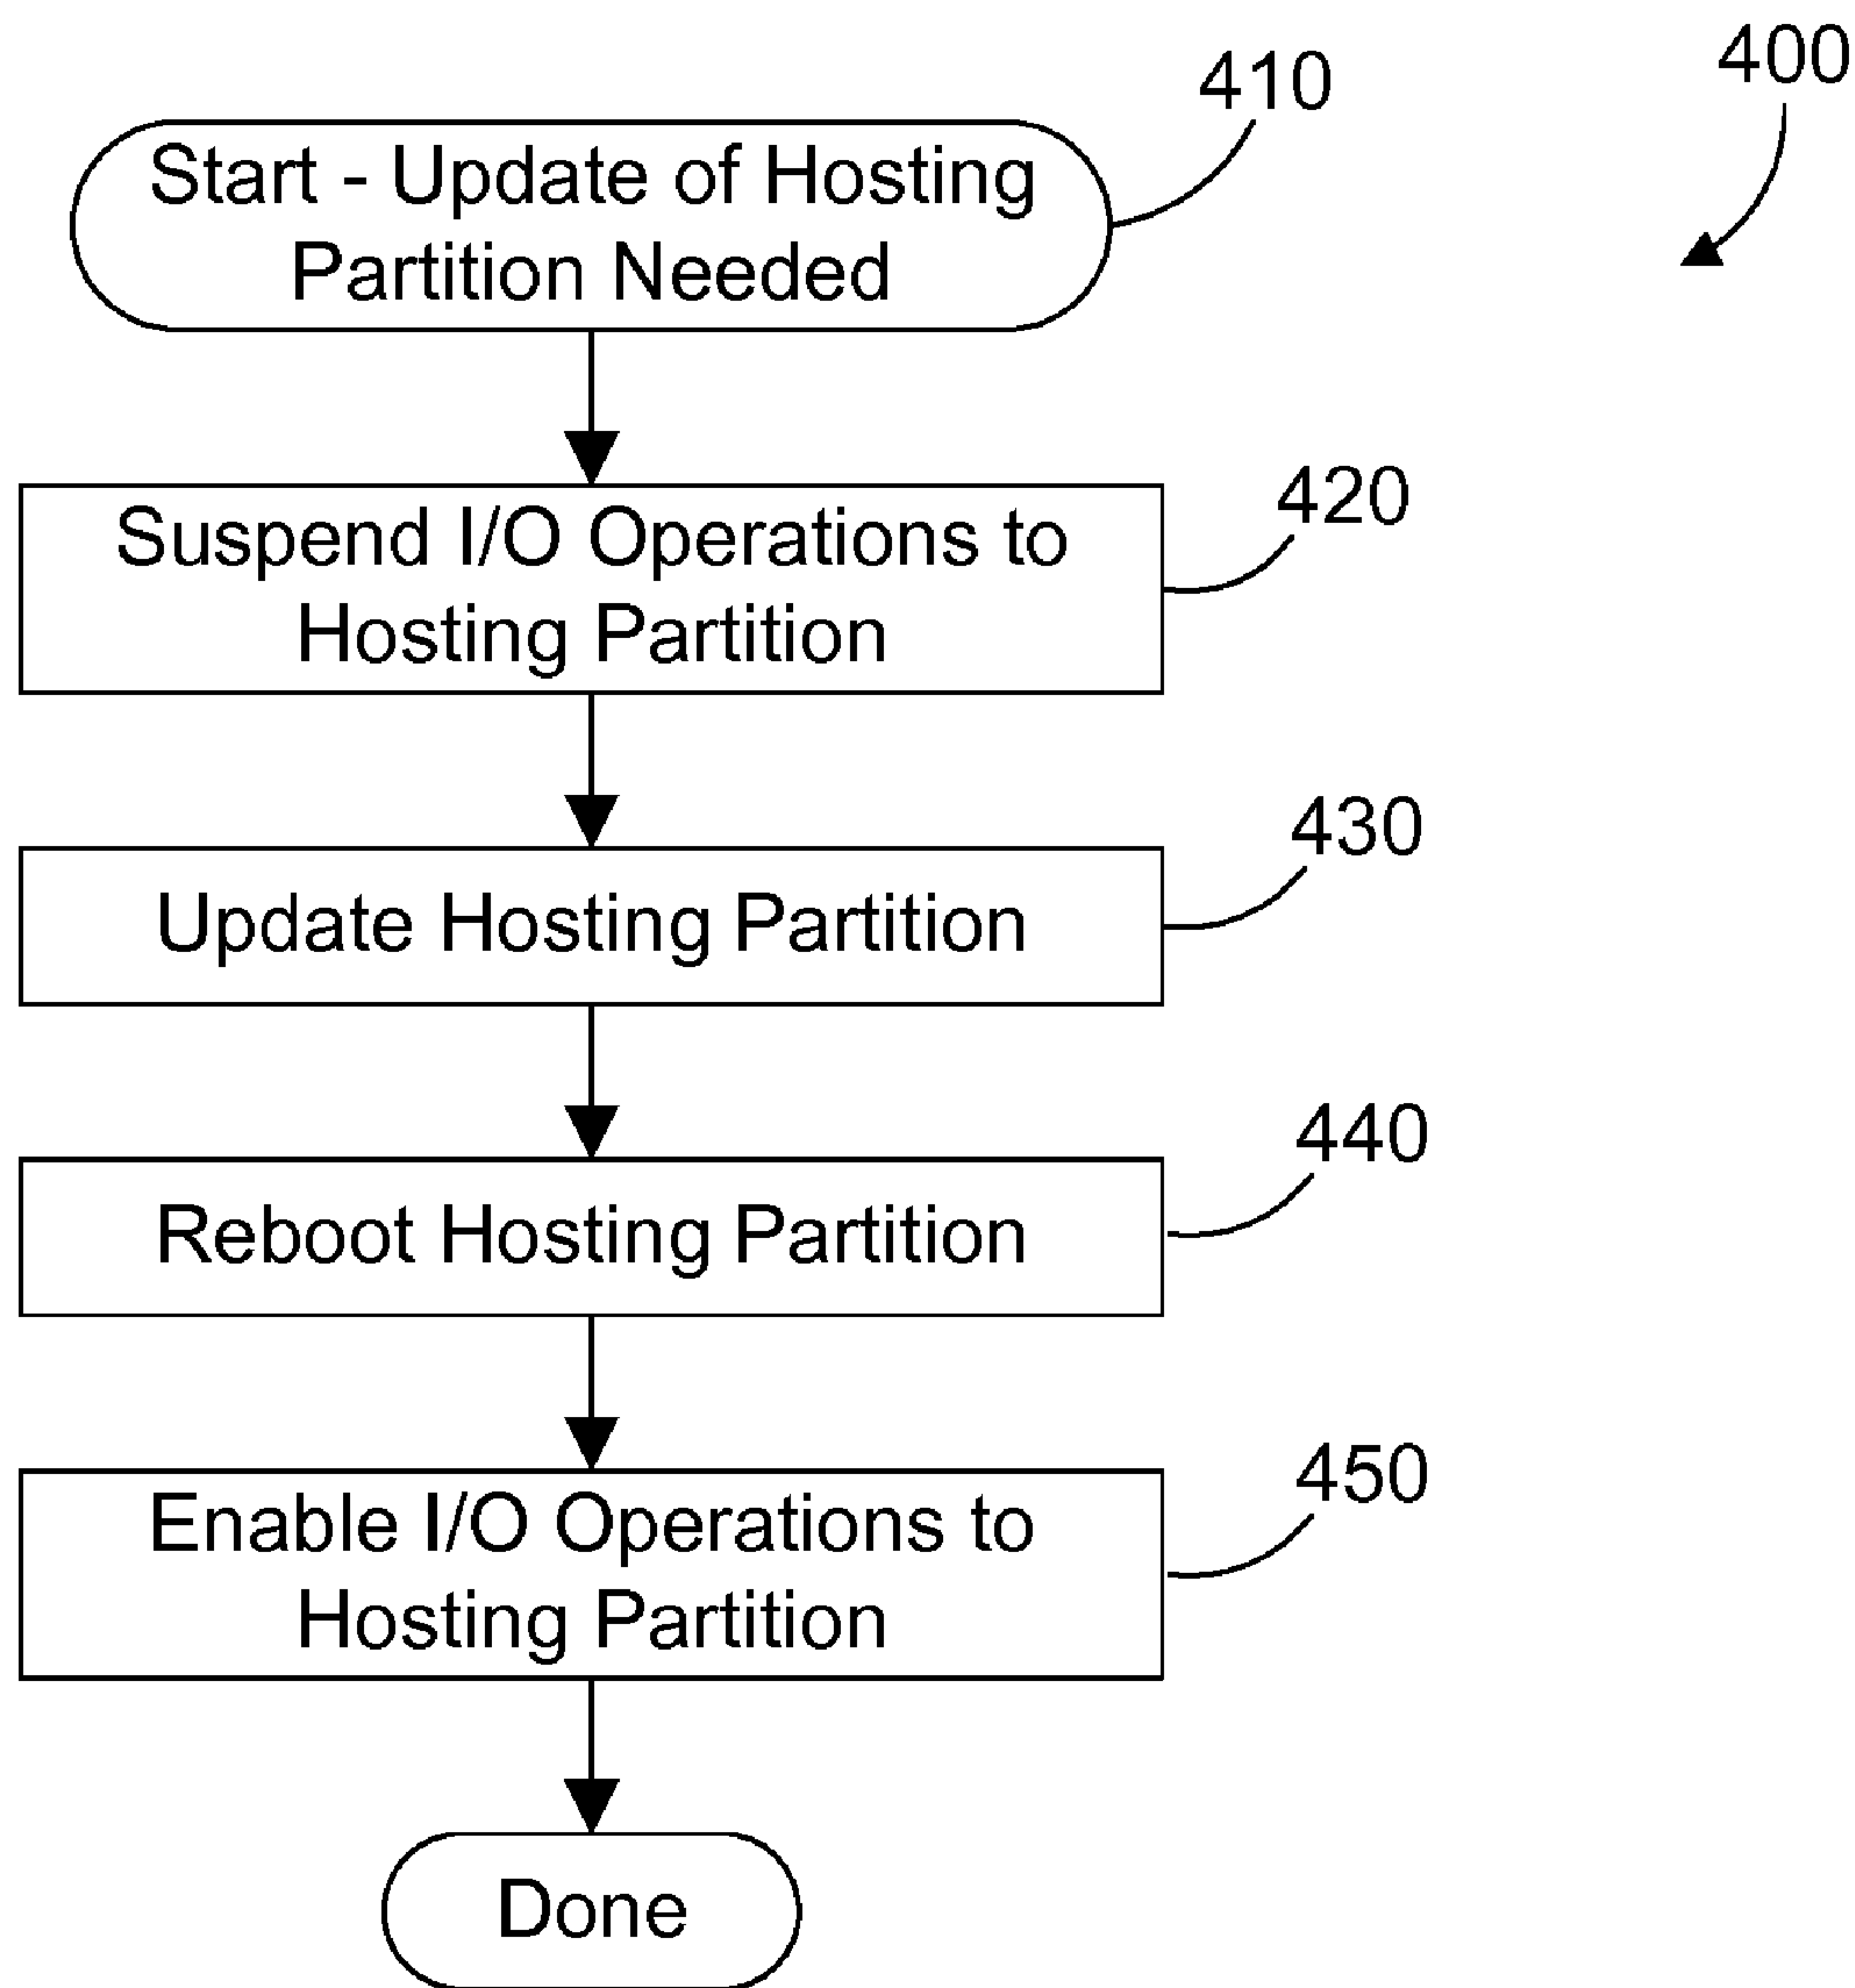 400
410
Start - Update of Hosting
Partition Needed
420
Suspend I/O Operations to
Hosting Partition
430
Update Hosting Partition
440
Reboot Hosting Partition
450
Enable I/O Operations to
Hosting Partition
Done